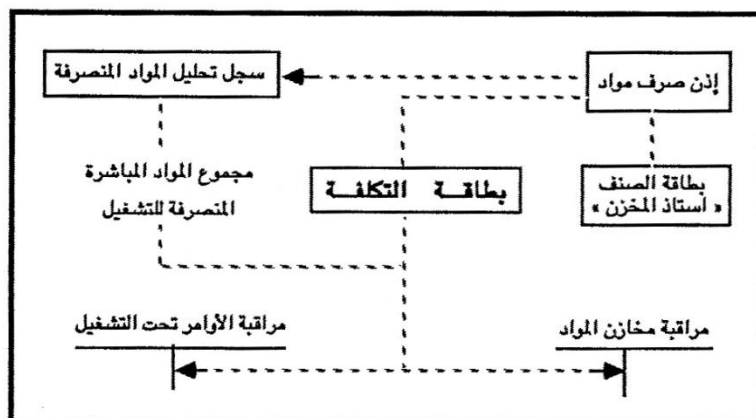 إذن صرف مواد
سجل تحليل المواد المنصرفة
بطاقة الصنف
« استاذ المخزن »
بطاقة التكلفة
مجموع المواد المباشرة
المنصرفة للتشغيل
مراقبة مخازن المواد
مراقبة الأوامر تحت التشغيل